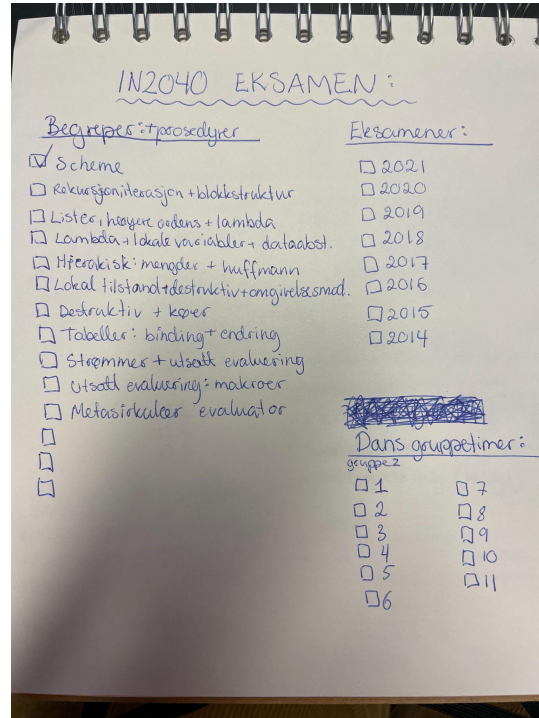 IN2040 EKSAMEN:
Begreper: + prosedyrer
Scheme
Rekursjon, iterasjon + blokkstruktur
Lister, høyere ordens + lambda
Lambda + lokale variabler + dataabst.
Hierakisk: mengder + huffmann
Lokal tilstand + destruktiv + omgivelsesmod.
Destruktiv + køer
Tabeller: binding + endring
Strømmer + utsatt evaluering
Utsatt evaluering: makroer
Metasirkulær evaluator
Eksamener:
2021
2020
2019
2018
2017
2016
2015
2014
Dans gruppetimer:
gruppe 2
1
2
3
4
5
6
7
8
9
10
11